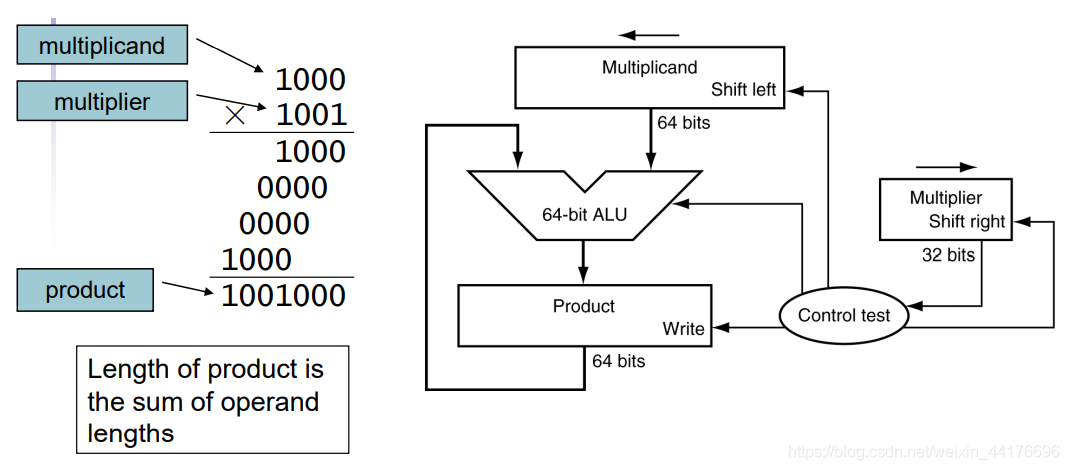 multiplicand
multiplier
1000
× 1001
1000
0000
0000
1000
product
1001000
Length of product is
the sum of operand
lengths
Multiplicand
Shift left
64 bits
64-bit ALU
Multiplier
Shift right
32 bits
Product
Write
Control test
64 bits
https://blog.csdn.net/weixin_44176696